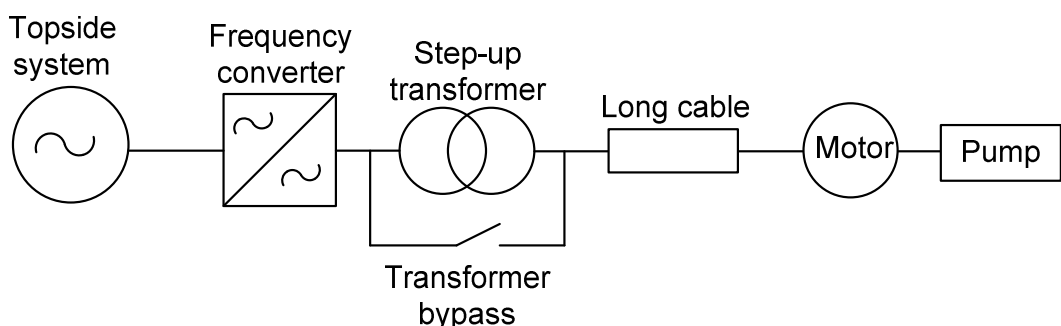 Topside
system
Frequency
converter
Step-up
transformer
Long cable
Motor
Pump
Transformer
bypass